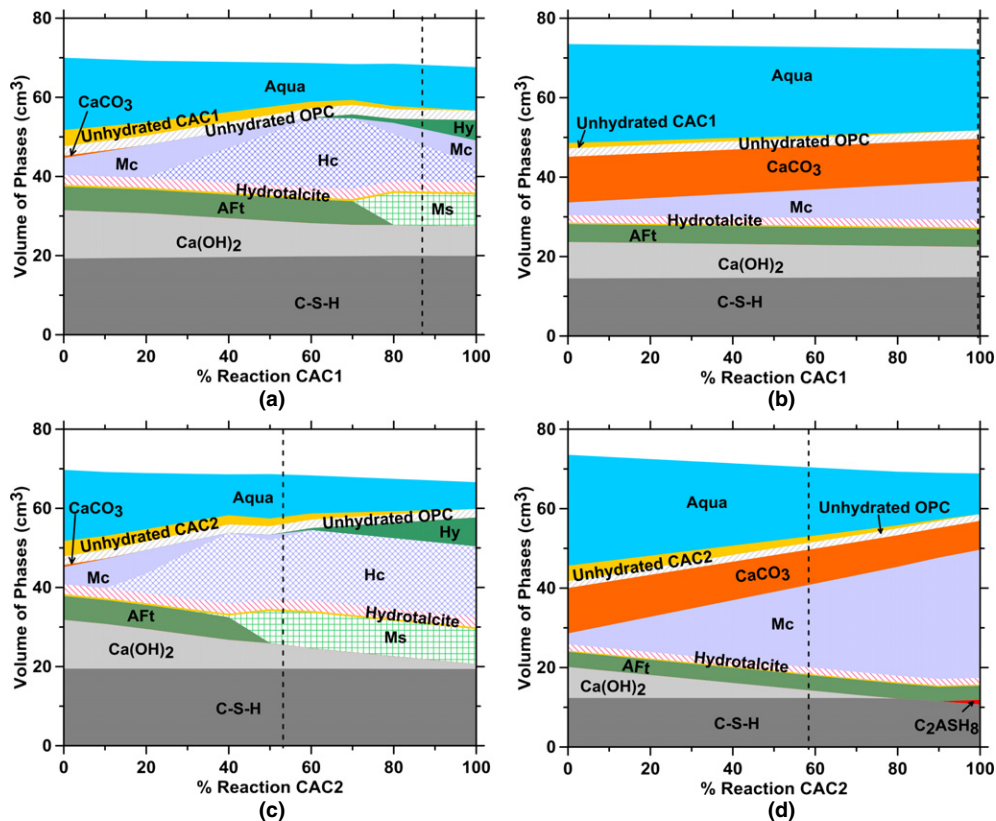 80
60
40
20
0
Volume of Phases (cm³)
Aqua
CaCO₃
Unhydrated CAC1
Unhydrated OPC
Hy
Mc
Mc
Hc
Hydrotalcite
AFt
Ms
Ca(OH)₂
C-S-H
0 20 40 60 80 100
% Reaction CAC1
(a)
80
60
40
20
0
Volume of Phases (cm³)
Aqua
Unhydrated CAC1
Unhydrated OPC
CaCO₃
Mc
Hydrotalcite
AFt
Ca(OH)₂
C-S-H
0 20 40 60 80 100
% Reaction CAC1
(b)
80
60
40
20
0
Volume of Phases (cm³)
Aqua
CaCO₃
Unhydrated CAC2
Unhydrated OPC
Hy
Mc
Hc
Hydrotalcite
AFt
Ms
Ca(OH)₂
C-S-H
0 20 40 60 80 100
% Reaction CAC2
(c)
80
60
40
20
0
Volume of Phases (cm³)
Aqua
Unhydrated OPC
Unhydrated CAC2
CaCO₃
Mc
Hydrotalcite
AFt
Ca(OH)₂
C-S-H
C₂ASH₈
0 20 40 60 80 100
% Reaction CAC2
(d)